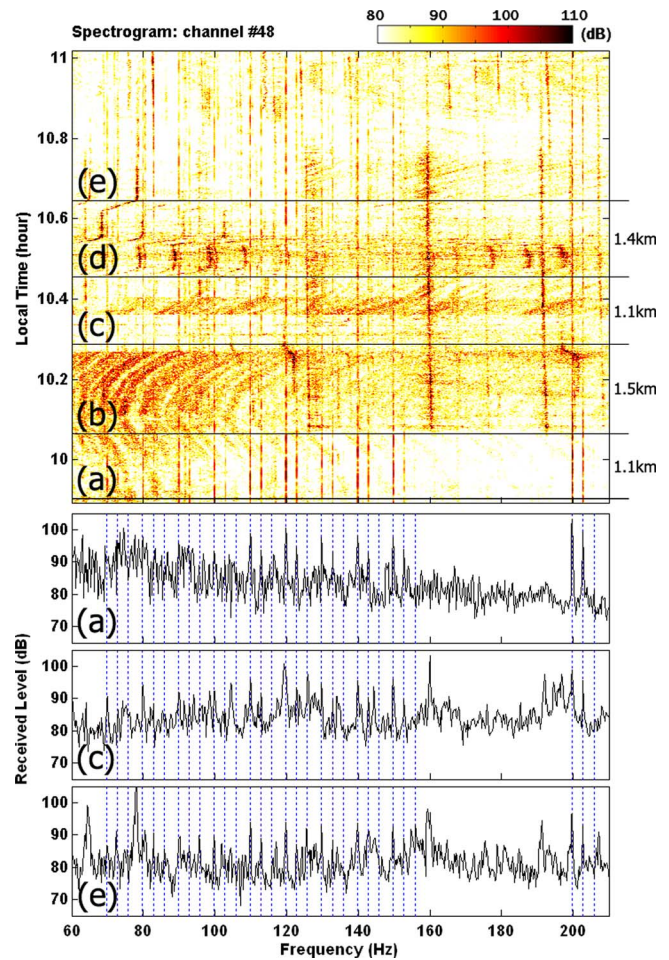 80 90 100 110
Spectrogram: channel #48 (dB)
11
10.8
(e)
10.6
1.4km
(d)
Local Time (hour)
10.4
(c)
1.1km
10.2
(b)
1.5km
10
(a)
1.1km
100
90
80
70
(a)
100
90
80
70
(c)
Received Level (dB)
100
90
80
70
(e)
60 80 100 120 140 160 180 200
Frequency (Hz)